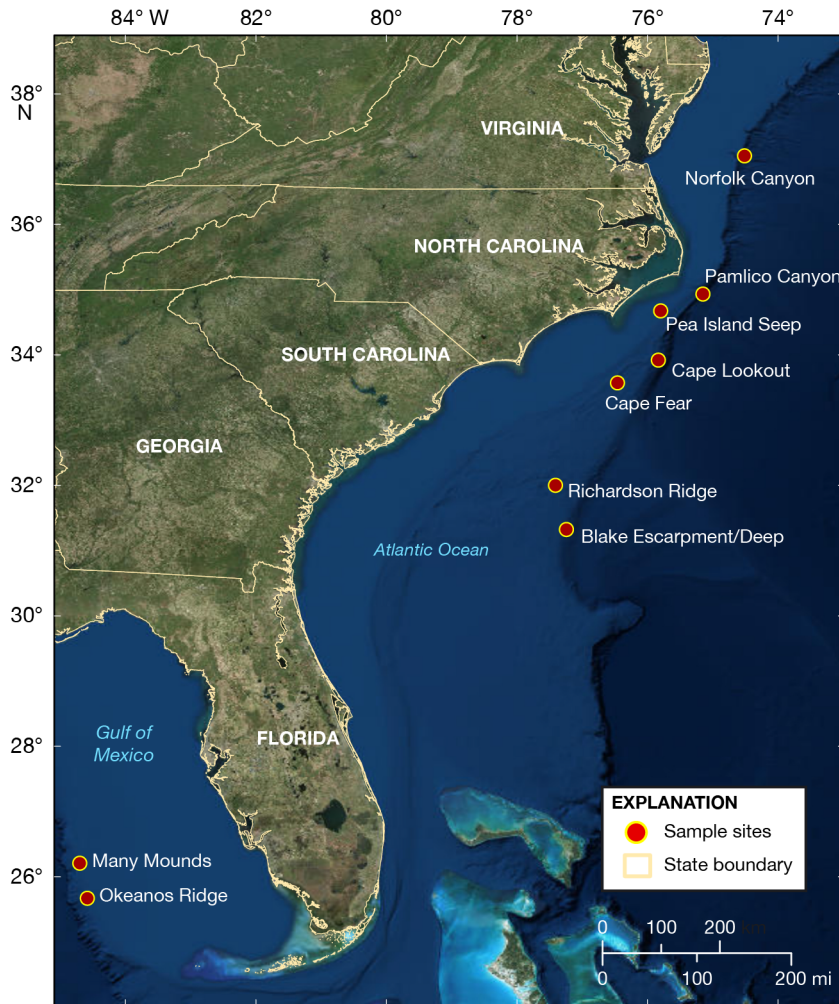 84° W 82° 80° 78° 76° 74°
38°
N
VIRGINIA
Norfolk Canyon
36°
NORTH CAROLINA
Pamlico Canyon
Pea Island Seep
34°
SOUTH CAROLINA
Cape Lookout
Cape Fear
GEORGIA
32°
Richardson Ridge
Blake Escarpment/Deep
Atlantic Ocean
30°
Gulf of
Mexico
28°
FLORIDA
EXPLANATION
Sample sites
State boundary
26°
Many Mounds
Okeanos Ridge
0 100 200 km
0 100 200 mi